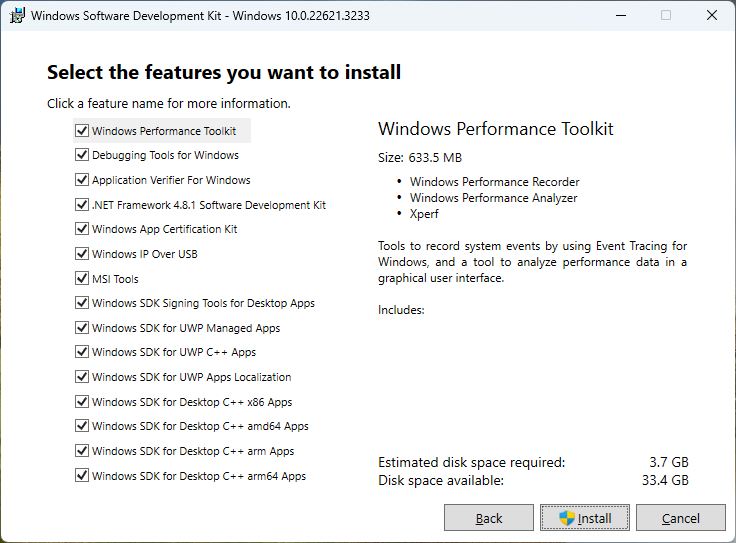 Windows Software Development Kit - Windows 10.0.22621.3233
Select the features you want to install
Click a feature name for more information.
Windows Performance Toolkit
Debugging Tools for Windows
Application Verifier For Windows
.NET Framework 4.8.1 Software Development Kit
Windows App Certification Kit
Windows IP Over USB
MSI Tools
Windows SDK Signing Tools for Desktop Apps
Windows SDK for UWP Managed Apps
Windows SDK for UWP C++ Apps
Windows SDK for UWP Apps Localization
Windows SDK for Desktop C++ x86 Apps
Windows SDK for Desktop C++ amd64 Apps
Windows SDK for Desktop C++ arm Apps
Windows SDK for Desktop C++ arm64 Apps
Windows Performance Toolkit
Size: 633.5 MB
• Windows Performance Recorder
• Windows Performance Analyzer
• Xperf
Tools to record system events by using Event Tracing for
Windows, and a tool to analyze performance data in a
graphical user interface.
Includes:
Estimated disk space required: 3.7 GB
Disk space available: 33.4 GB
Back Install Cancel